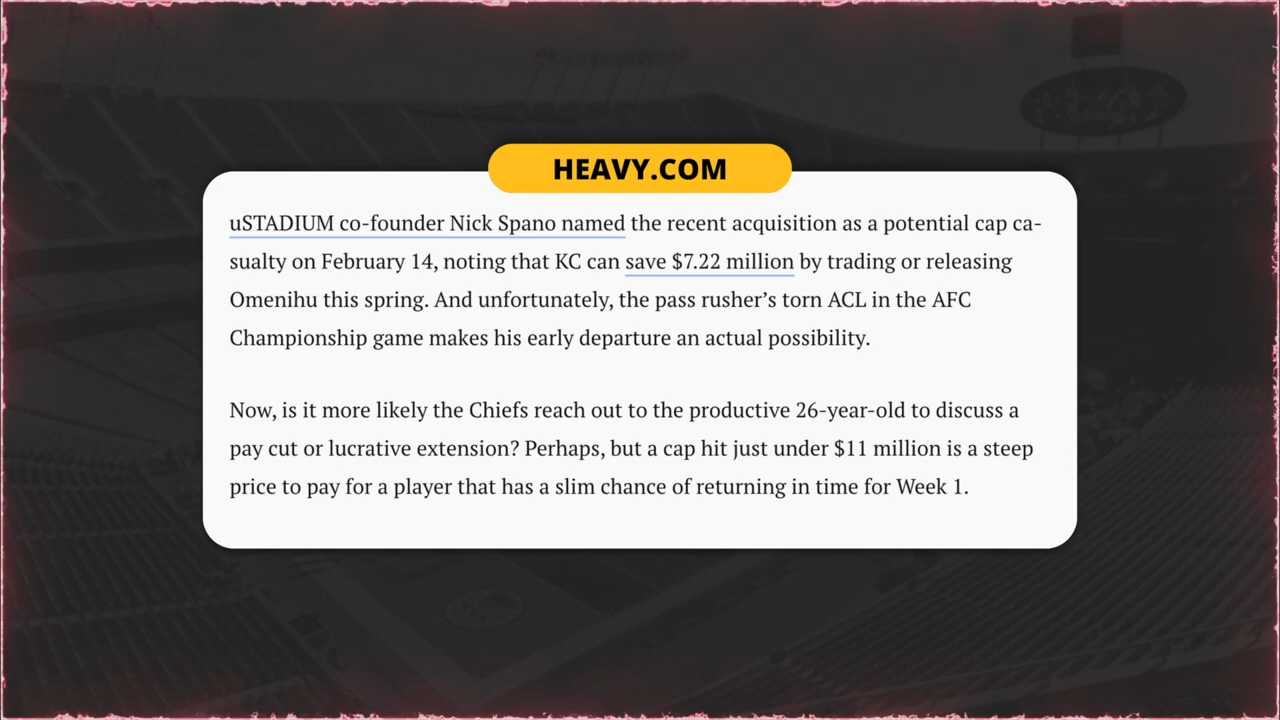 HEAVY.COM
uSTADIUM co-founder Nick Spano named the recent acquisition as a potential cap ca-
sualty on February 14, noting that KC can save $7.22 million by trading or releasing
Omenihu this spring. And unfortunately, the pass rusher’s torn ACL in the AFC
Championship game makes his early departure an actual possibility.
Now, is it more likely the Chiefs reach out to the productive 26-year-old to discuss a
pay cut or lucrative extension? Perhaps, but a cap hit just under $11 million is a steep
price to pay for a player that has a slim chance of returning in time for Week 1.